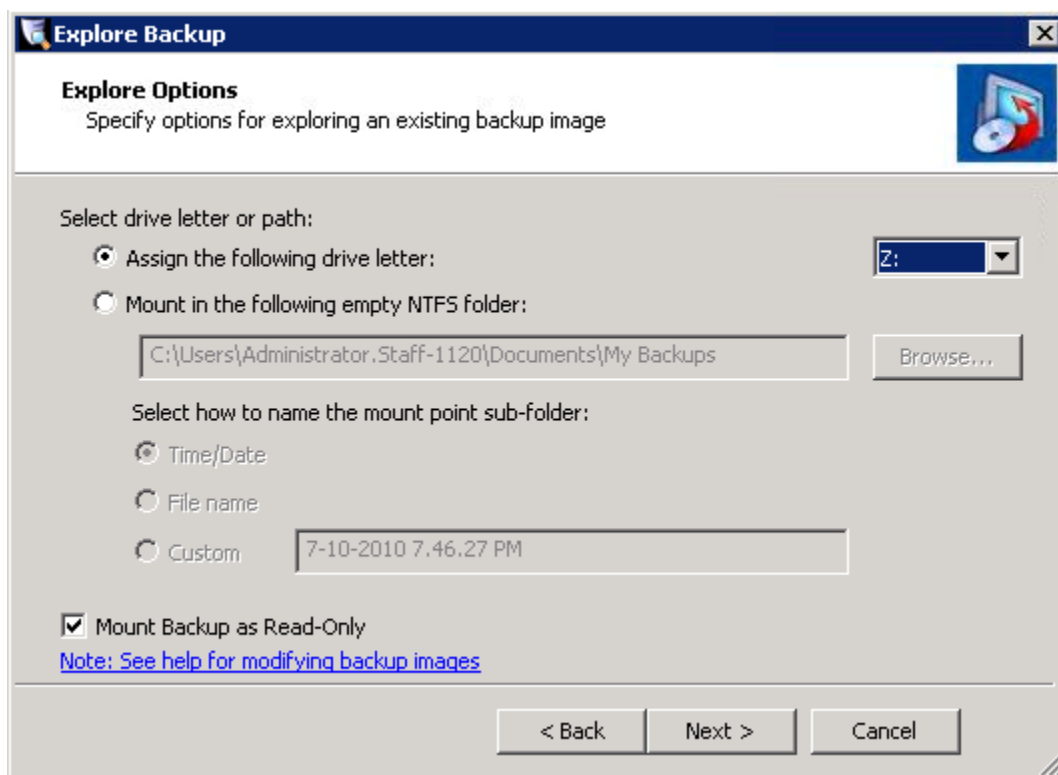 Explore Backup
Explore Options
Specify options for exploring an existing backup image
Select drive letter or path:
Assign the following drive letter: Z:
Mount in the following empty NTFS folder:
C:\Users\Administrator.Staff-1120\Documents\My Backups Browse...
Select how to name the mount point sub-folder:
Time/Date
File name
Custom 7-10-2010 7.46.27 PM
Mount Backup as Read-Only
Note: See help for modifying backup images
< Back Next > Cancel